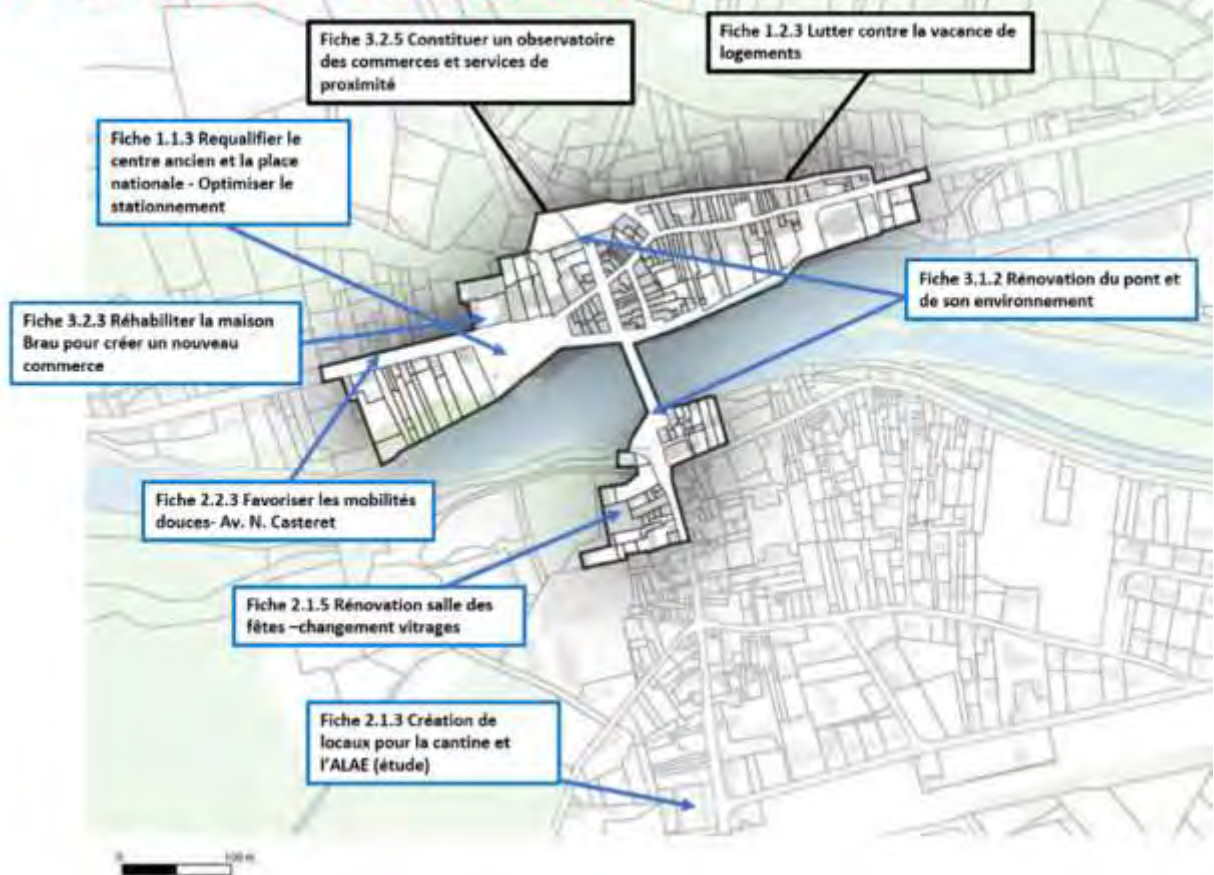 Fiche 3.2.5 Constituer un observatoire
des commerces et services de
proximité
Fiche 1.2.3 Lutter contre la vacance de
logements
Fiche 1.1.3 Requalifier le
centre ancien et la place
nationale - Optimiser le
stationnement
Fiche 3.1.2 Rénovation du pont et
de son environnement
Fiche 3.2.3 Réhabiliter la maison
Brau pour créer un nouveau
commerce
Fiche 2.2.3 Favoriser les mobilités
douces- Av. N. Casteret
Fiche 2.1.5 Rénovation salle des
fêtes –changement vitrages
Fiche 2.1.3 Création de
locaux pour la cantine et
l'ALAE (étude)
0 100 m